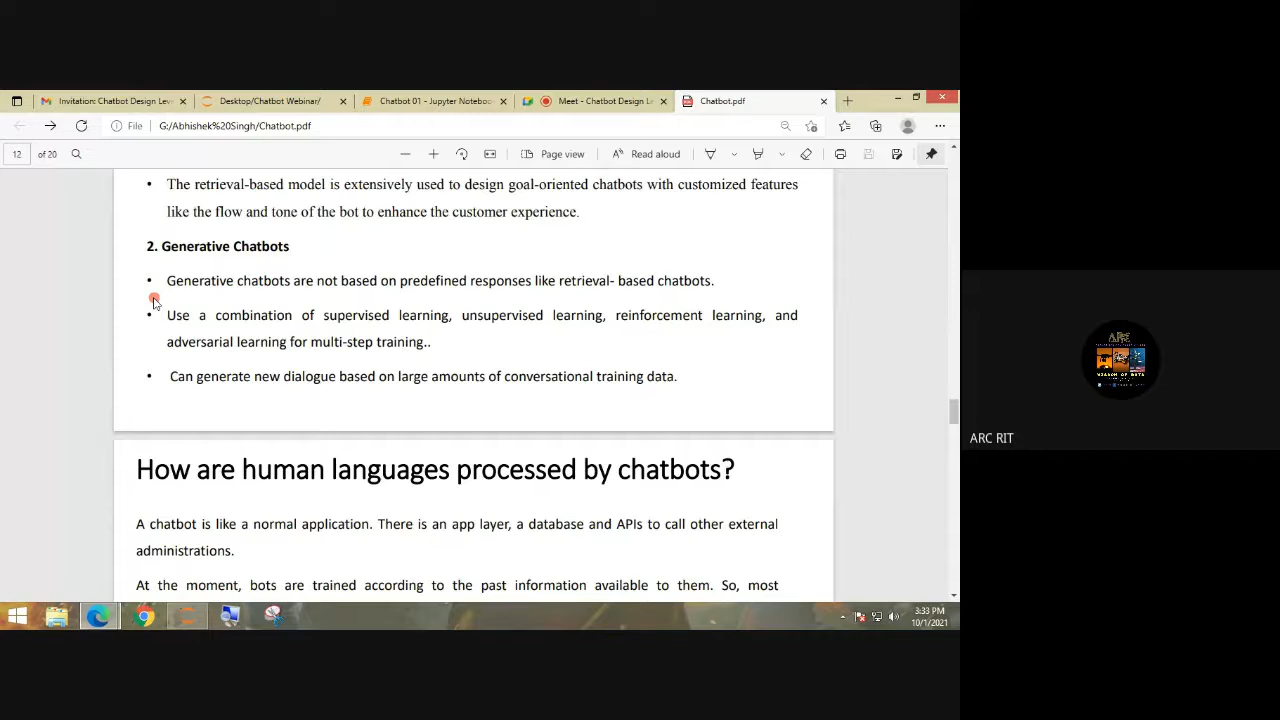 Invitation: Chatbot Design Leve
Desktop/Chatbot Webinar/
Chatbot 01 - Jupyter Noteboo
Meet - Chatbot Design Le
Chatbot.pdf
File
G:/Abhishek%20Singh/Chatbot.pdf
12 of 20
Page view
Read aloud
• The retrieval-based model is extensively used to design goal-oriented chatbots with customized features
like the flow and tone of the bot to enhance the customer experience.
2. Generative Chatbots
• Generative chatbots are not based on predefined responses like retrieval- based chatbots.
• Use a combination of supervised learning, unsupervised learning, reinforcement learning, and
adversarial learning for multi-step training..
• Can generate new dialogue based on large amounts of conversational training data.
How are human languages processed by chatbots?
A chatbot is like a normal application. There is an app layer, a database and APIs to call other external
administrations.
At the moment, bots are trained according to the past information available to them. So, most
3:33 PM
10/1/2021
ARC RIT